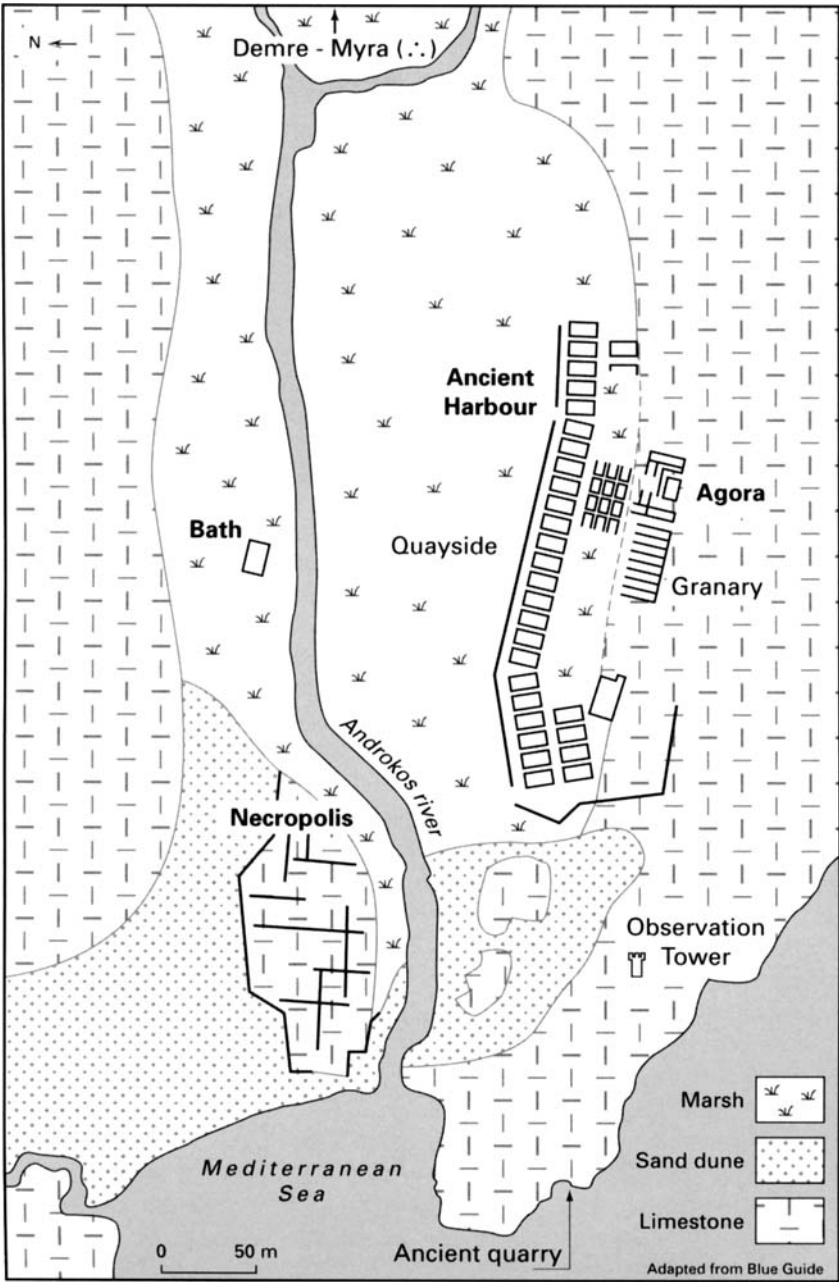 N
Demre - Myra (∴)
Ancient
Harbour
Agora
Bath
Quayside
Granary
Androkos river
Necropolis
Observation
Tower
Marsh
Sand dune
Mediterranean
Sea
Limestone
0 50 m
Ancient quarry
Adapted from Blue Guide